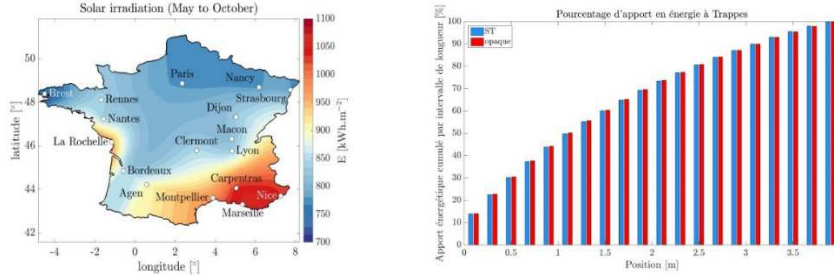 Solar irradiation (May to October)
1100
1050
1000
950
900
850
800
750
700
E [kWh.m⁻²]
50
48
46
44
42
latitude [°]
Paris
Nancy
Brest
Rennes
Strasbourg
Nantes
Dijon
Macon
La Rochelle
Clermont
Lyon
Bordeaux
Carpentras
Agen
Montpellier
Nice
Marseille
-4 -2 0 2 4 6 8
longitude [°]
Pourcentage d'apport en énergie à Trappes
ST
opaque
Apport énergétique cumulé par intervalle de longueur [%]
100
90
80
70
60
50
40
30
20
10
0
0 0.5 1 1.5 2 2.5 3 3.5
Position [m]